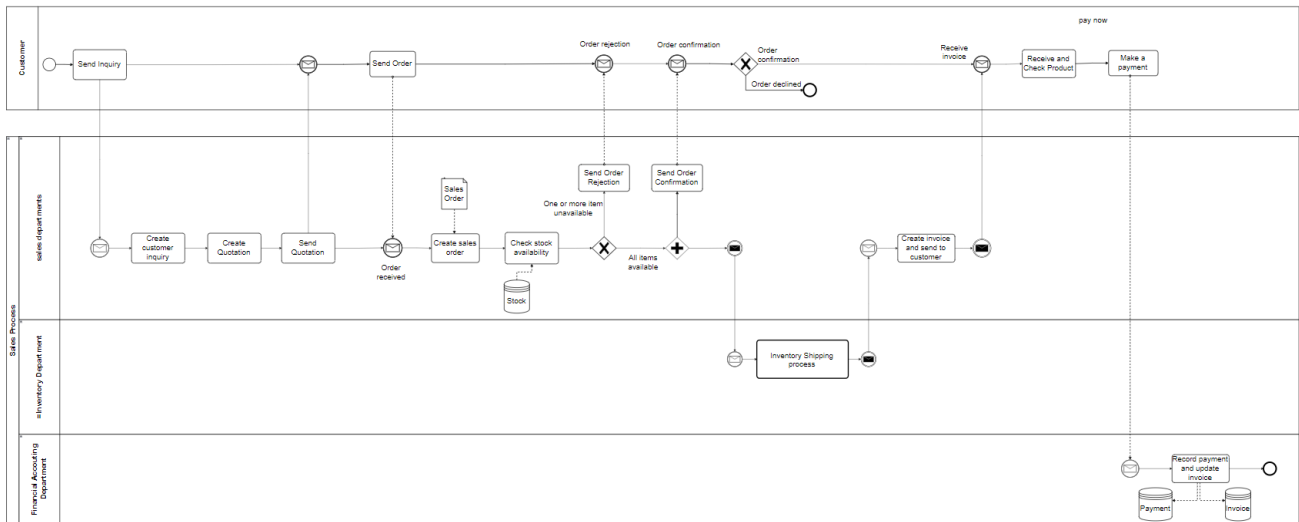 pay now
Customer
Send Inquiry
Send Order
Order rejection
Order confirmation
Order
confirmation
Order declined
Receive
invoice
Receive and
Check Product
Make a
payment
Sales Process
sales departments
Create
customer
inquiry
Create
Quotation
Send
Quotation
Order
received
Sales
Order
Create sales
order
Check stock
availability
Stock
Send Order
Rejection
One or more item
unavailable
Send Order
Confirmation
All items
available
Create invoice
and send to
customer
Inventory Department
Inventory Shipping
process
Financial Accouting
Department
Record payment
and update
invoice
Payment
Invoice